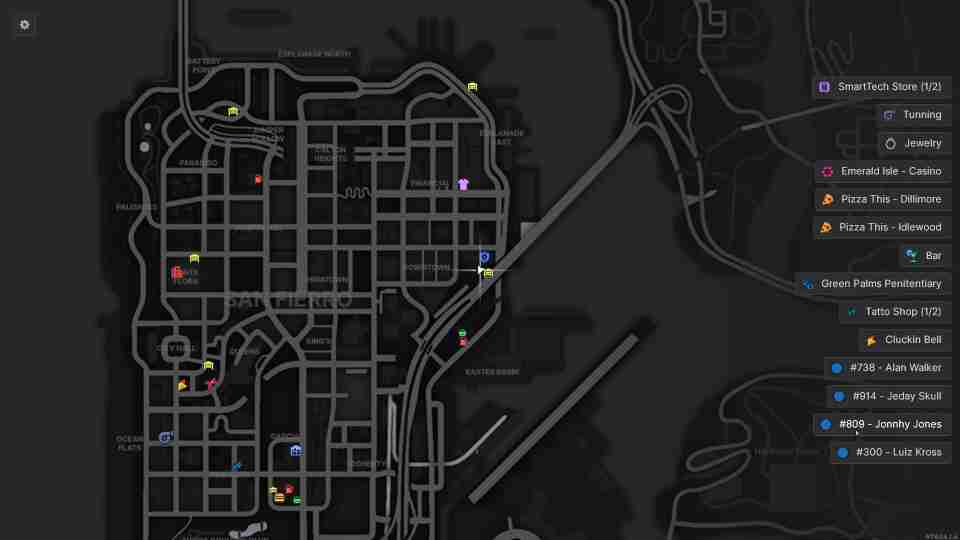 ESPLANADE NORTH
BATTERY
POINT
JUNIPER
HOLLOW
ESPLANADE
EAST
CALTON
HEIGHTS
PARADISO
FINANCIAL
PALISADES
DOWNTOWN
SANTA
FLORA
CHINATOWN
SAN FIERRO
KING'S
CITY HALL
QUEENS
EASTER BASIN
OCEAN
FLATS
GARCIA
DOHERTY
SmartTech Store (1/2)
Tunning
Jewelry
Emerald Isle - Casino
Pizza This - Dillimore
Pizza This - Idlewood
Bar
Green Palms Penitentiary
Tatto Shop (1/2)
Cluckin Bell
#738 - Alan Walker
#914 - Jeday Skull
#809 - Jonnhy Jones
#300 - Luiz Kross